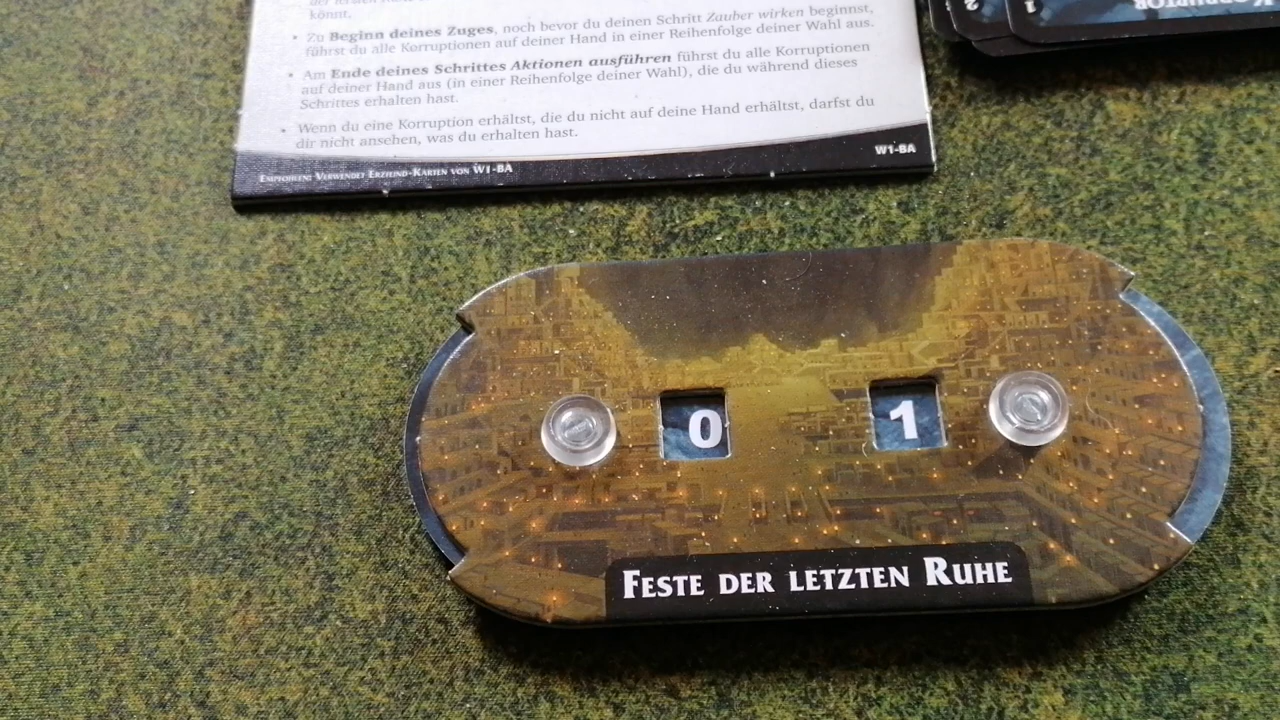 könnt.
• Zu Beginn deines Zuges, noch bevor du deinen Schritt Zauber wirken beginnst,
führst du alle Korruptionen auf deiner Hand in einer Reihenfolge deiner Wahl aus.
• Am Ende deines Schrittes Aktionen ausführen führst du alle Korruptionen
auf deiner Hand aus (in einer Reihenfolge deiner Wahl), die du während dieses
Schrittes erhalten hast.
• Wenn du eine Korruption erhältst, die du nicht auf deine Hand erhältst, darfst du
dir nicht ansehen, was du erhalten hast.
W1-BA
Empfohlen: Verwendet Erzfeind-Karten von W1-BA
2
1
Korruptor
0
1
Feste der letzten Ruhe